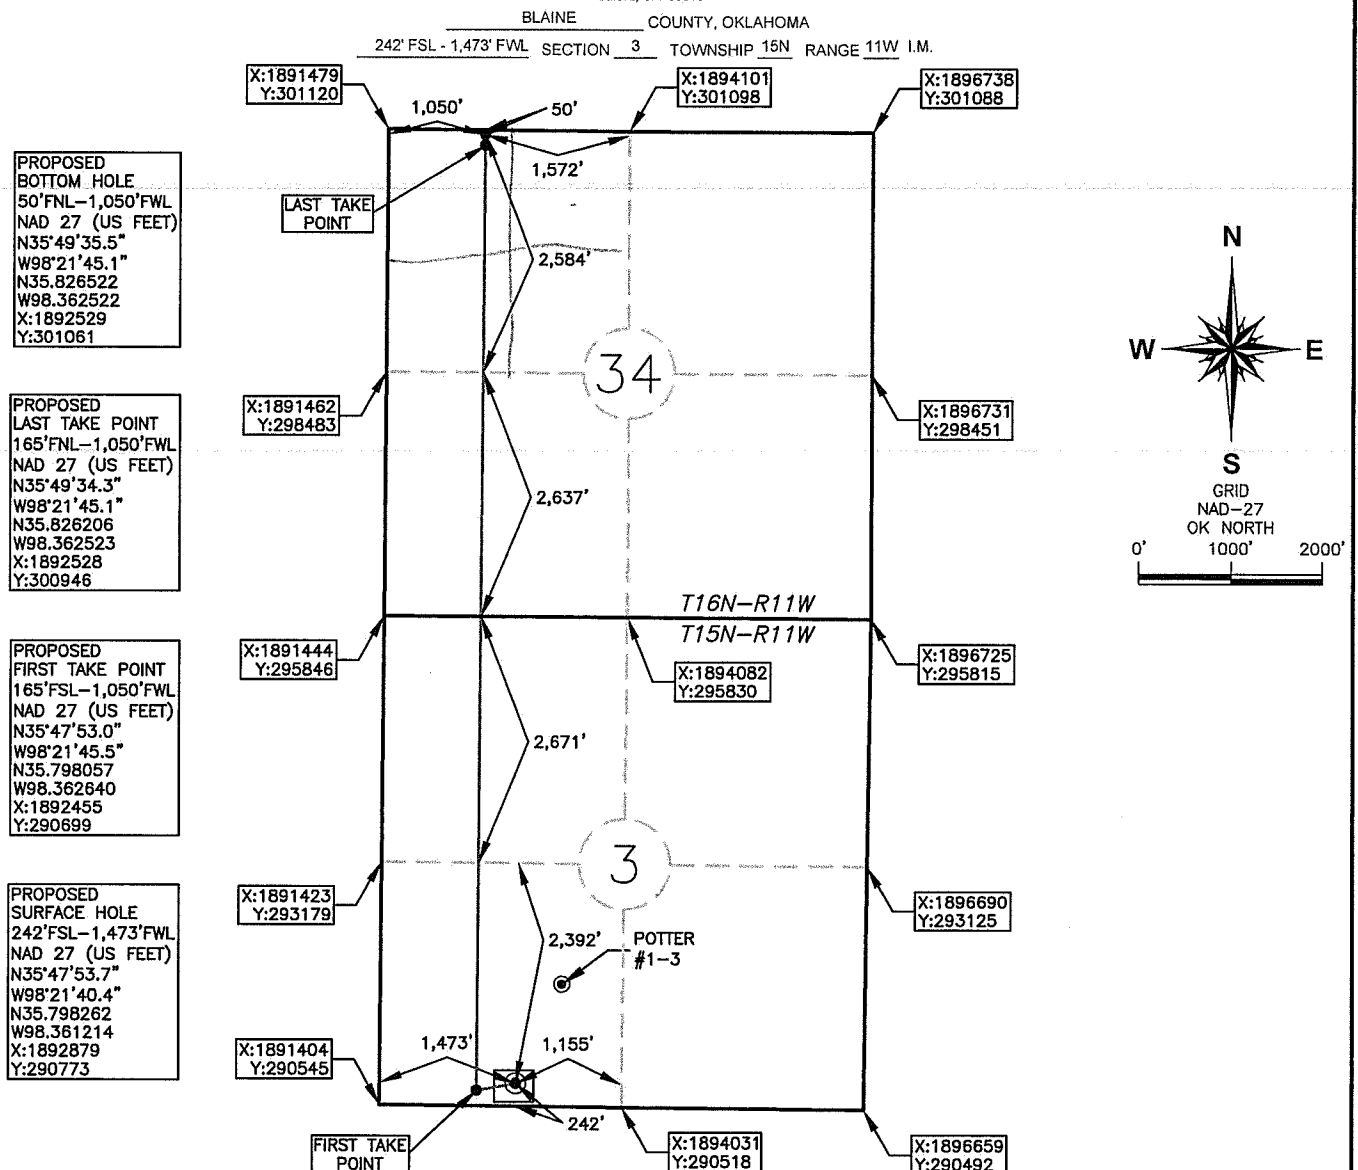 BLAINE COUNTY, OKLAHOMA
242' FSL - 1,473' FWL SECTION 3 TOWNSHIP 15N RANGE 11W I.M.
X:1891479
Y:301120
X:1894101
Y:301098
X:1896738
Y:301088
1,050'
50'
1,572'
LAST TAKE
POINT
2,584'
PROPOSED
BOTTOM HOLE
50'FNL-1,050'FWL
NAD 27 (US FEET)
N35°49'35.5"
W98°21'45.1"
N35.826522
W98.362522
X:1892529
Y:301061
34
N
W
E
S
GRID
NAD-27
OK NORTH
0' 1000' 2000'
X:1891462
Y:298483
X:1896731
Y:298451
PROPOSED
LAST TAKE POINT
165'FNL-1,050'FWL
NAD 27 (US FEET)
N35°49'34.3"
W98°21'45.1"
N35.826206
W98.362523
X:1892528
Y:300946
2,637'
T16N-R11W
T15N-R11W
X:1891444
Y:295846
X:1894082
Y:295830
X:1896725
Y:295815
PROPOSED
FIRST TAKE POINT
165'FSL-1,050'FWL
NAD 27 (US FEET)
N35°47'53.0"
W98°21'45.5"
N35.798057
W98.362640
X:1892455
Y:290699
2,671'
3
X:1891423
Y:293179
X:1896690
Y:293125
PROPOSED
SURFACE HOLE
242'FSL-1,473'FWL
NAD 27 (US FEET)
N35°47'53.7"
W98°21'40.4"
N35.798262
W98.361214
X:1892879
Y:290773
2,392'
POTTER
#1-3
1,473'
1,155'
X:1891404
Y:290545
242'
FIRST TAKE
POINT
X:1894031
Y:290518
X:1896659
Y:290492